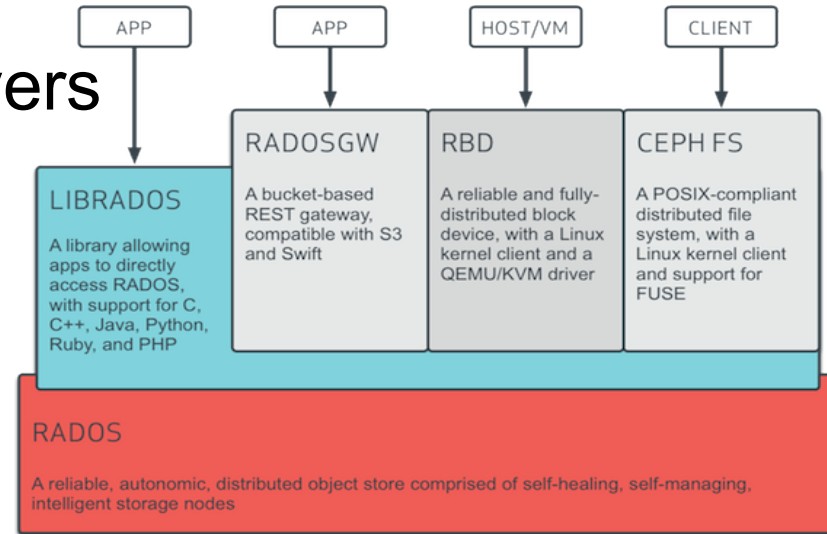 APP
APP
HOST/VM
CLIENT
LIBRADOS
A library allowing
apps to directly
access RADOS,
with support for C,
C++, Java, Python,
Ruby, and PHP
RADOSGW
A bucket-based
REST gateway,
compatible with S3
and Swift
RBD
A reliable and fully-
distributed block
device, with a Linux
kernel client and a
QEMU/KVM driver
CEPH FS
A POSIX-compliant
distributed file
system, with a
Linux kernel client
and support for
FUSE
RADOS
A reliable, autonomic, distributed object store comprised of self-healing, self-managing,
intelligent storage nodes